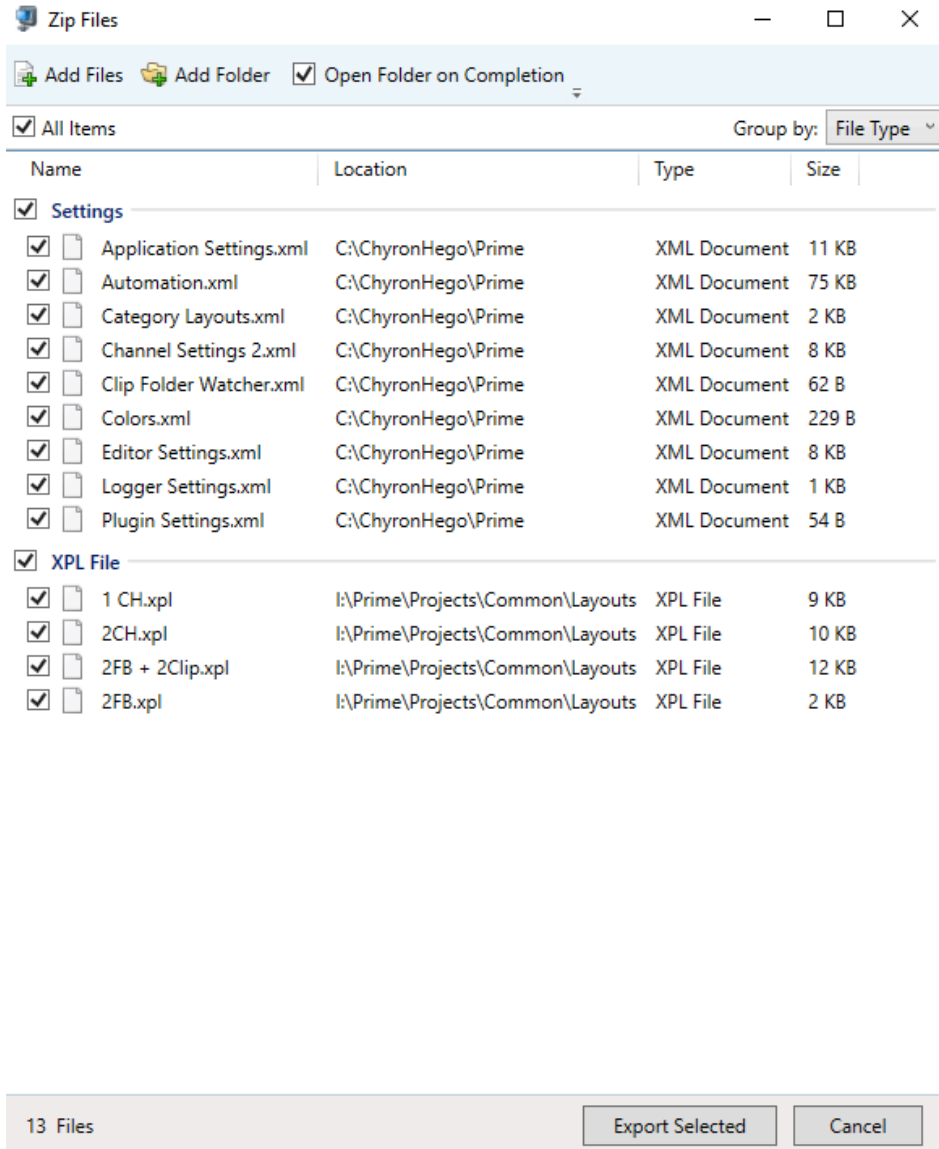 Zip Files
Add Files Add Folder Open Folder on Completion
All Items Group by: File Type
Name Location Type Size
Settings
Application Settings.xml C:\ChyronHego\Prime XML Document 11 KB
Automation.xml C:\ChyronHego\Prime XML Document 75 KB
Category Layouts.xml C:\ChyronHego\Prime XML Document 2 KB
Channel Settings 2.xml C:\ChyronHego\Prime XML Document 8 KB
Clip Folder Watcher.xml C:\ChyronHego\Prime XML Document 62 B
Colors.xml C:\ChyronHego\Prime XML Document 229 B
Editor Settings.xml C:\ChyronHego\Prime XML Document 8 KB
Logger Settings.xml C:\ChyronHego\Prime XML Document 1 KB
Plugin Settings.xml C:\ChyronHego\Prime XML Document 54 B
XPL File
1 CH.xpl I:\Prime\Projects\Common\Layouts XPL File 9 KB
2CH.xpl I:\Prime\Projects\Common\Layouts XPL File 10 KB
2FB + 2Clip.xpl I:\Prime\Projects\Common\Layouts XPL File 12 KB
2FB.xpl I:\Prime\Projects\Common\Layouts XPL File 2 KB
13 Files Export Selected Cancel